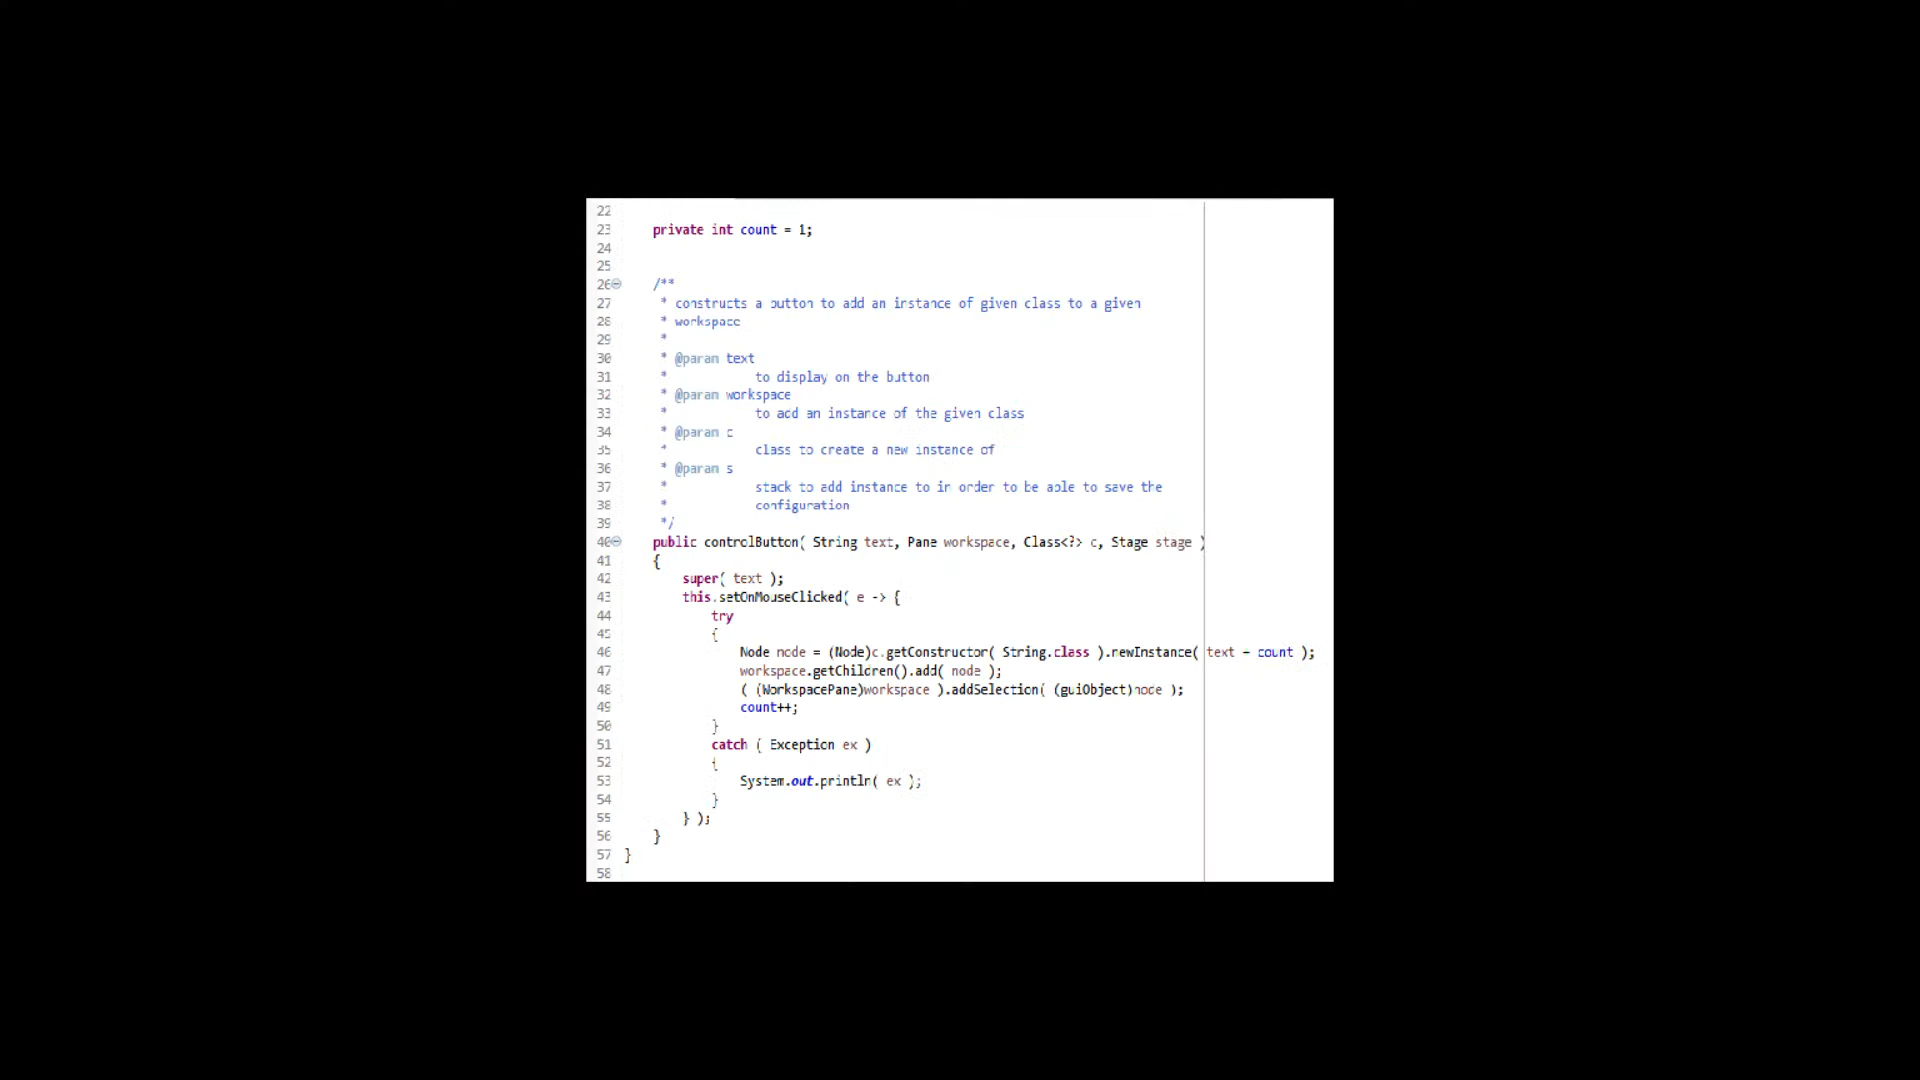 22
23 private int count = 1;
24
25
26 /**
27 * constructs a button to add an instance of given class to a given
28 * workspace
29 *
30 * @param text
31 * to display on the button
32 * @param workspace
33 * to add an instance of the given class
34 * @param c
35 * class to create a new instance of
36 * @param s
37 * stack to add instance to in order to be able to save the
38 * configuration
39 */
40 public controlButton( String text, Pane workspace, Class<?> c, Stage stage )
41 {
42 super( text );
43 this.setOnMouseClicked( e -> {
44 try
45 {
46 Node node = (Node)c.getConstructor( String.class ).newInstance( text + count );
47 workspace.getChildren().add( node );
48 ( (WorkspacePane)workspace ).addSelection( (guiObject)node );
49 count++;
50 }
51 catch ( Exception ex )
52 {
53 System.out.println( ex );
54 }
55 } );
56 }
57 }
58